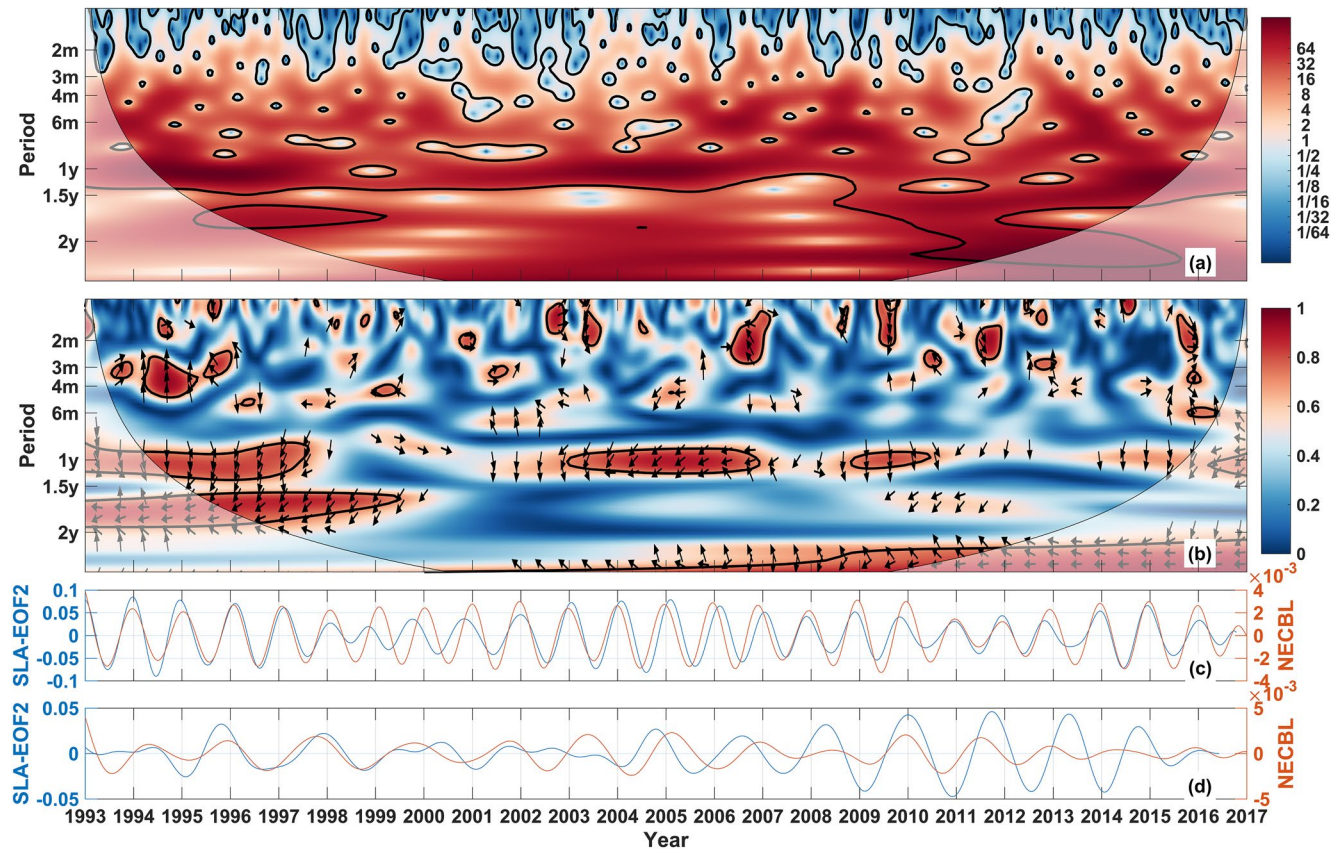 2m
3m
4m
6m
1y
1.5y
2y
Period
(a)
64
32
16
8
4
2
1
1/2
1/4
1/8
1/16
1/32
1/64
2m
3m
4m
6m
1y
1.5y
2y
Period
(b)
1
0.8
0.6
0.4
0.2
0
SLA-EOF2
0.1
0.05
0
-0.05
-0.1
×10⁻³
4
2
0
-2
-4
NECBL
(c)
SLA-EOF2
0.05
0
-0.05
×10⁻³
5
0
-5
NECBL
(d)
1993 1994 1995 1996 1997 1998 1999 2000 2001 2002 2003 2004 2005 2006 2007 2008 2009 2010 2011 2012 2013 2014 2015 2016 2017
Year